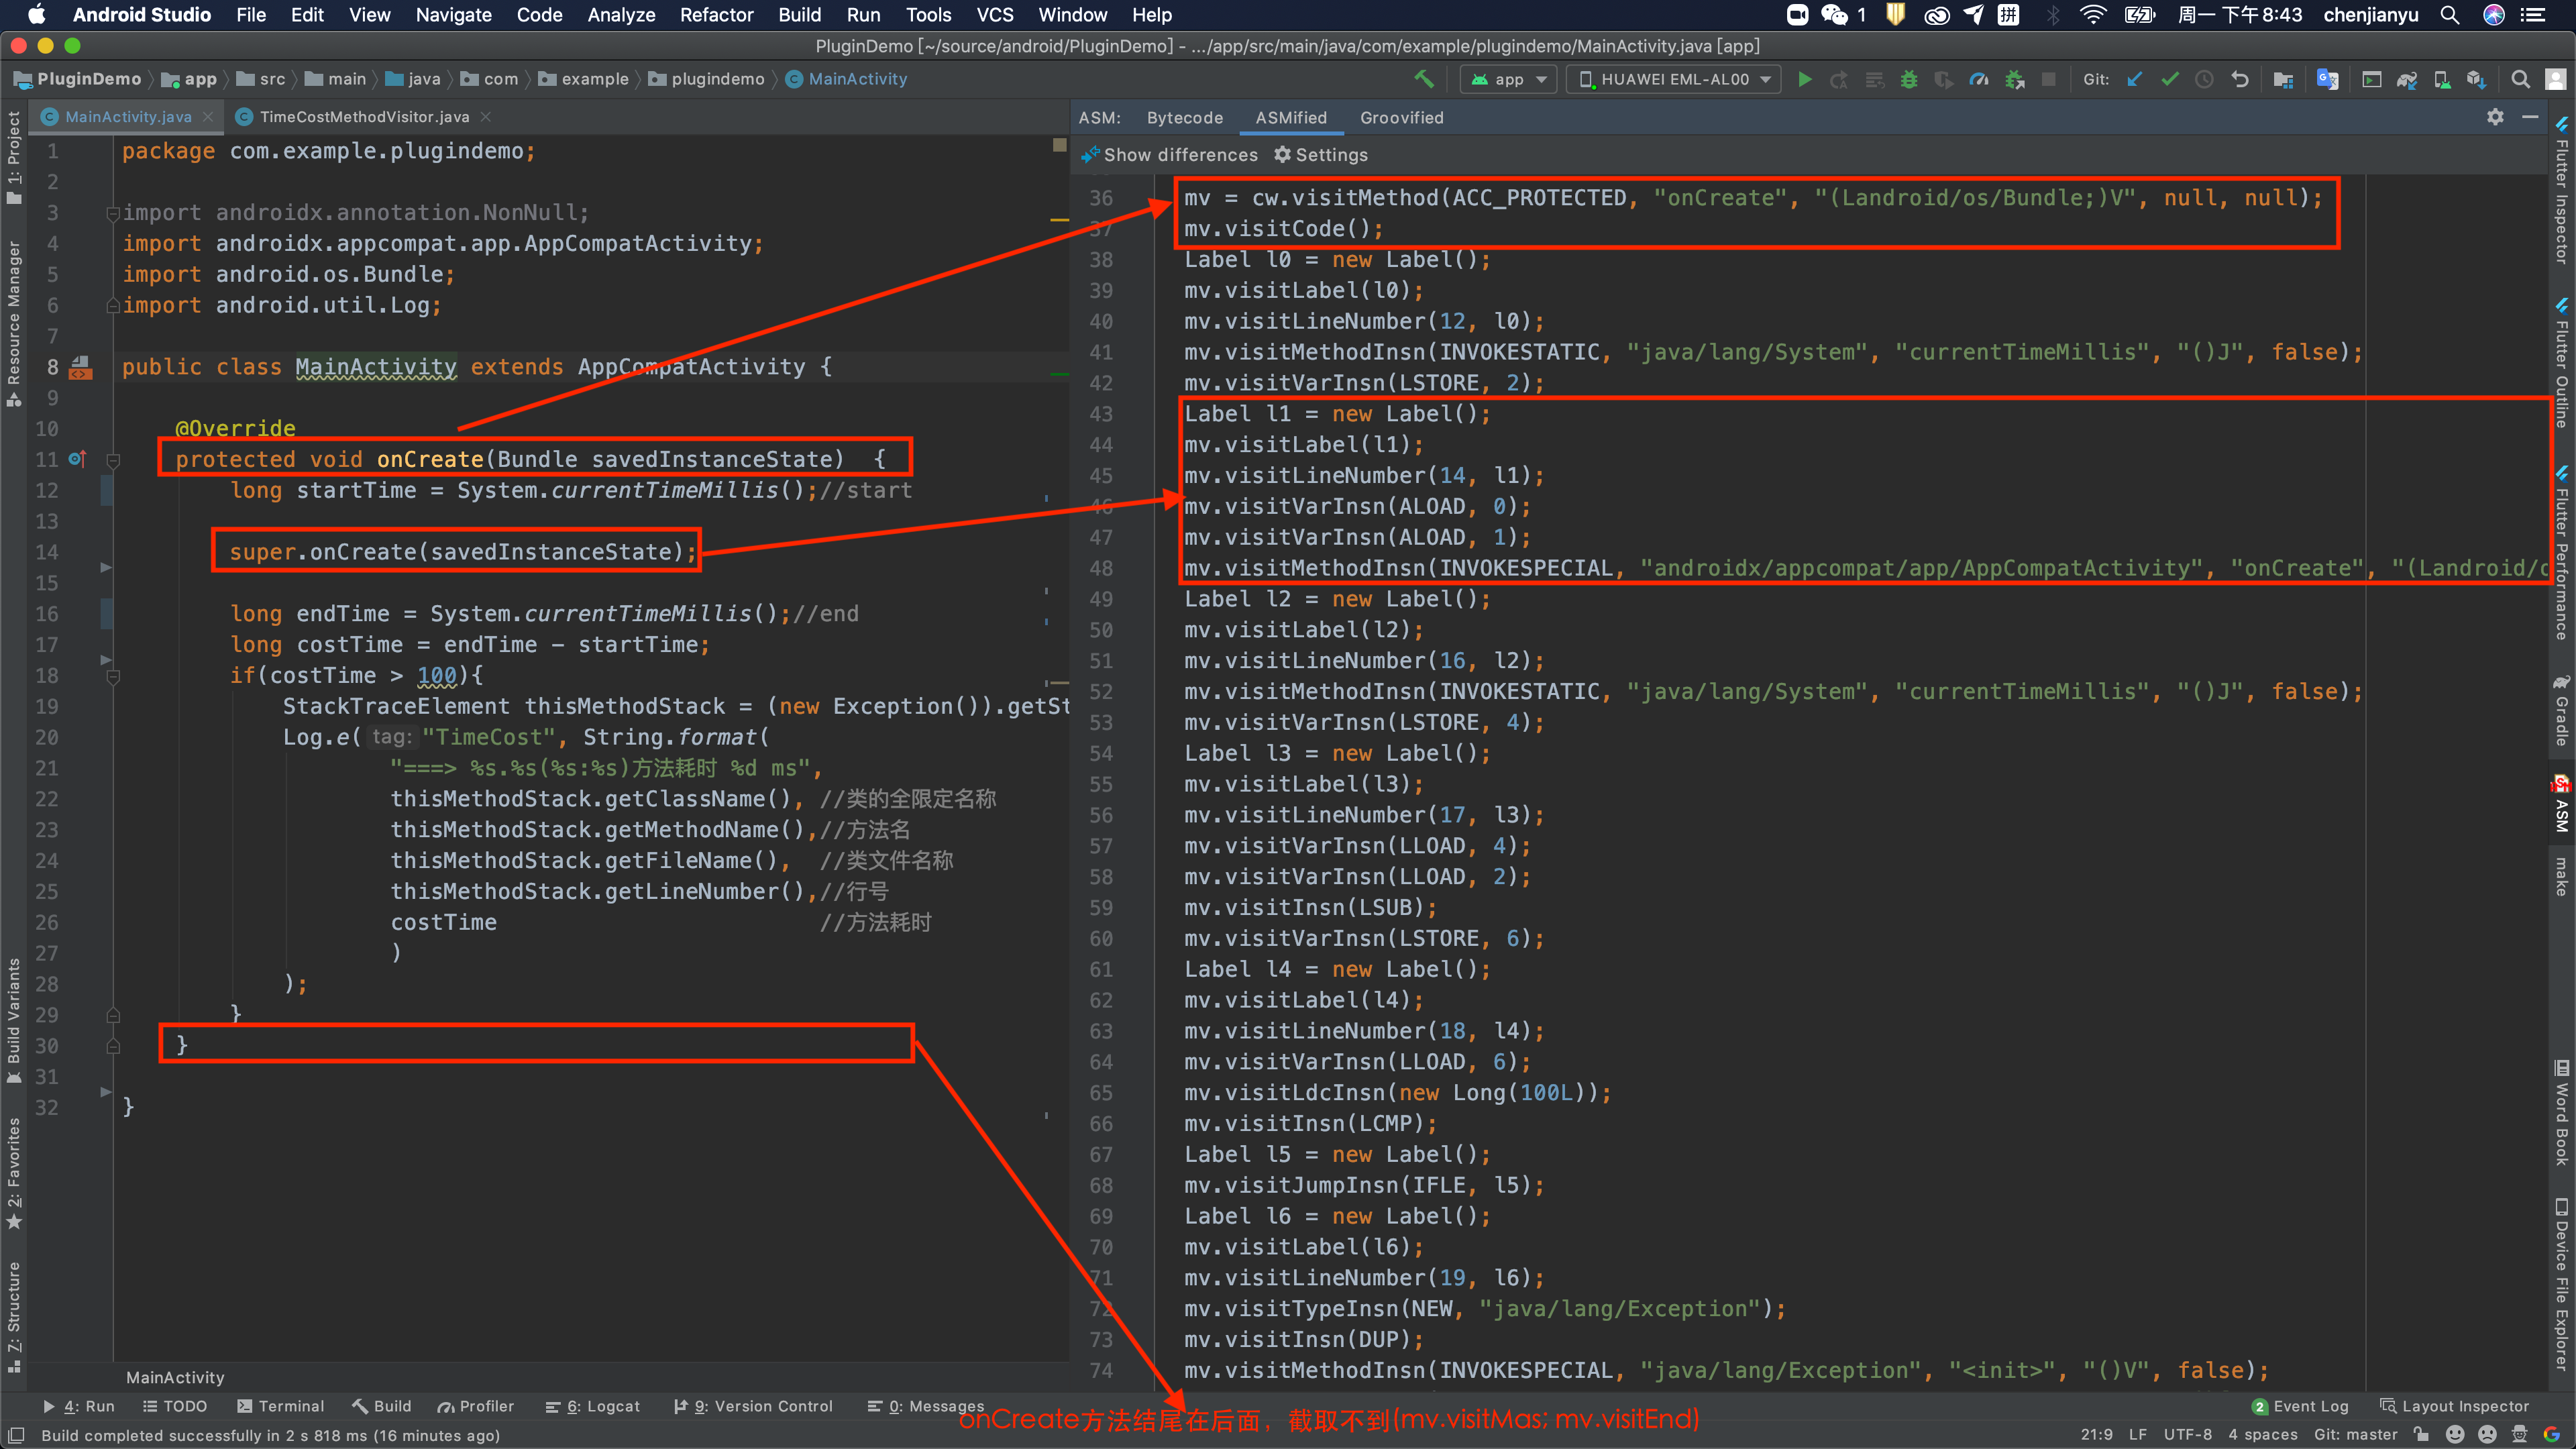 Android Studio File Edit View Navigate Code Analyze Refactor Build Run Tools VCS Window Help
1 拼 周一 下午 8:43 chenjianyu
PluginDemo [~/source/android/PluginDemo] - .../app/src/main/java/com/example/plugindemo/MainActivity.java [app]
PluginDemo app src main java com example plugindemo MainActivity
app HUAWEI EML-AL00 Git:
MainActivity.java TimeCostMethodVisitor.java
ASM: Bytecode ASMified Groovified
Show differences Settings
1: Project
Resource Manager
Build Variants
2: Favorites
Z: Structure
1 package com.example.plugindemo;
2
3 import androidx.annotation.NonNull;
4 import androidx.appcompat.app.AppCompatActivity;
5 import android.os.Bundle;
6 import android.util.Log;
7
8 public class MainActivity extends AppCompatActivity {
9
10 @Override
11 protected void onCreate(Bundle savedInstanceState) {
12 long startTime = System.currentTimeMillis();//start
13
14 super.onCreate(savedInstanceState);
15
16 long endTime = System.currentTimeMillis();//end
17 long costTime = endTime - startTime;
18 if(costTime > 100){
19 StackTraceElement thisMethodStack = (new Exception()).getSt
20 Log.e( tag: "TimeCost", String.format(
21 "===> %s.%s(%s:%s)方法耗时 %d ms",
22 thisMethodStack.getClassName(), //类的全限定名称
23 thisMethodStack.getMethodName(),//方法名
24 thisMethodStack.getFileName(), //类文件名称
25 thisMethodStack.getLineNumber(),//行号
26 costTime //方法耗时
27 )
28 );
29 }
30 }
31
32 }
MainActivity
36 mv = cw.visitMethod(ACC_PROTECTED, "onCreate", "(Landroid/os/Bundle;)V", null, null);
37 mv.visitCode();
38 Label l0 = new Label();
39 mv.visitLabel(l0);
40 mv.visitLineNumber(12, l0);
41 mv.visitMethodInsn(INVOKESTATIC, "java/lang/System", "currentTimeMillis", "()J", false);
42 mv.visitVarInsn(LSTORE, 2);
43 Label l1 = new Label();
44 mv.visitLabel(l1);
45 mv.visitLineNumber(14, l1);
46 mv.visitVarInsn(ALOAD, 0);
47 mv.visitVarInsn(ALOAD, 1);
48 mv.visitMethodInsn(INVOKESPECIAL, "androidx/appcompat/app/AppCompatActivity", "onCreate", "(Landroid/o
49 Label l2 = new Label();
50 mv.visitLabel(l2);
51 mv.visitLineNumber(16, l2);
52 mv.visitMethodInsn(INVOKESTATIC, "java/lang/System", "currentTimeMillis", "()J", false);
53 mv.visitVarInsn(LSTORE, 4);
54 Label l3 = new Label();
55 mv.visitLabel(l3);
56 mv.visitLineNumber(17, l3);
57 mv.visitVarInsn(LLOAD, 4);
58 mv.visitVarInsn(LLOAD, 2);
59 mv.visitInsn(LSUB);
60 mv.visitVarInsn(LSTORE, 6);
61 Label l4 = new Label();
62 mv.visitLabel(l4);
63 mv.visitLineNumber(18, l4);
64 mv.visitVarInsn(LLOAD, 6);
65 mv.visitLdcInsn(new Long(100L));
66 mv.visitInsn(LCMP);
67 Label l5 = new Label();
68 mv.visitJumpInsn(IFLE, l5);
69 Label l6 = new Label();
70 mv.visitLabel(l6);
71 mv.visitLineNumber(19, l6);
72 mv.visitTypeInsn(NEW, "java/lang/Exception");
73 mv.visitInsn(DUP);
74 mv.visitMethodInsn(INVOKESPECIAL, "java/lang/Exception", "<init>", "()V", false);
Flutter Inspector
Flutter Outline
Flutter Performance
Gradle
ASM
make
Word Book
Device File Explorer
4: Run TODO Terminal Build Profiler 6: Logcat 9: Version Control 0: Messages 2 Event Log Layout Inspector
onCreate方法结尾在后面，截取不到(mv.visitMas; mv.visitEnd)
Build completed successfully in 2 s 818 ms (16 minutes ago) 21:9 LF UTF-8 4 spaces Git: master